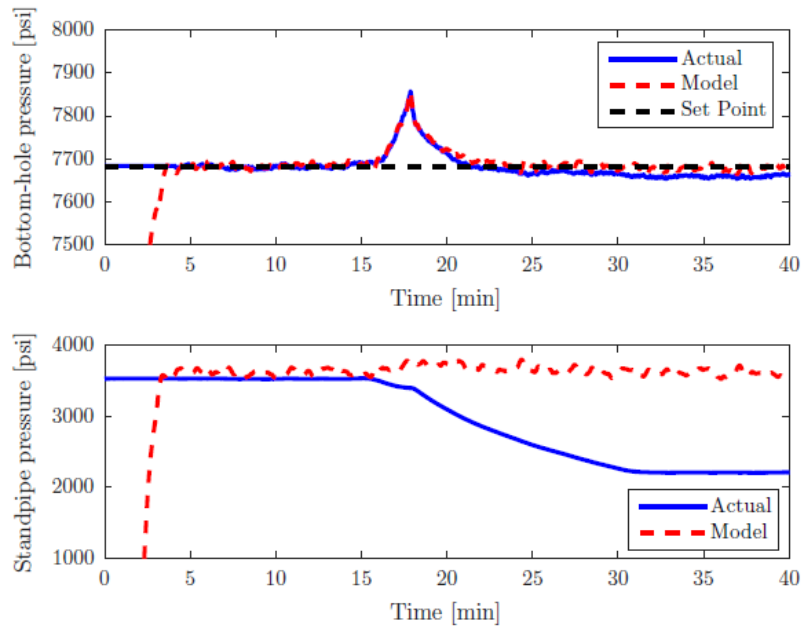 8000
7900
7800
7700
7600
7500
Bottom-hole pressure [psi]
Actual
Model
Set Point
0 5 10 15 20 25 30 35 40
Time [min]
4000
3000
2000
1000
Standpipe pressure [psi]
Actual
Model
0 5 10 15 20 25 30 35 40
Time [min]